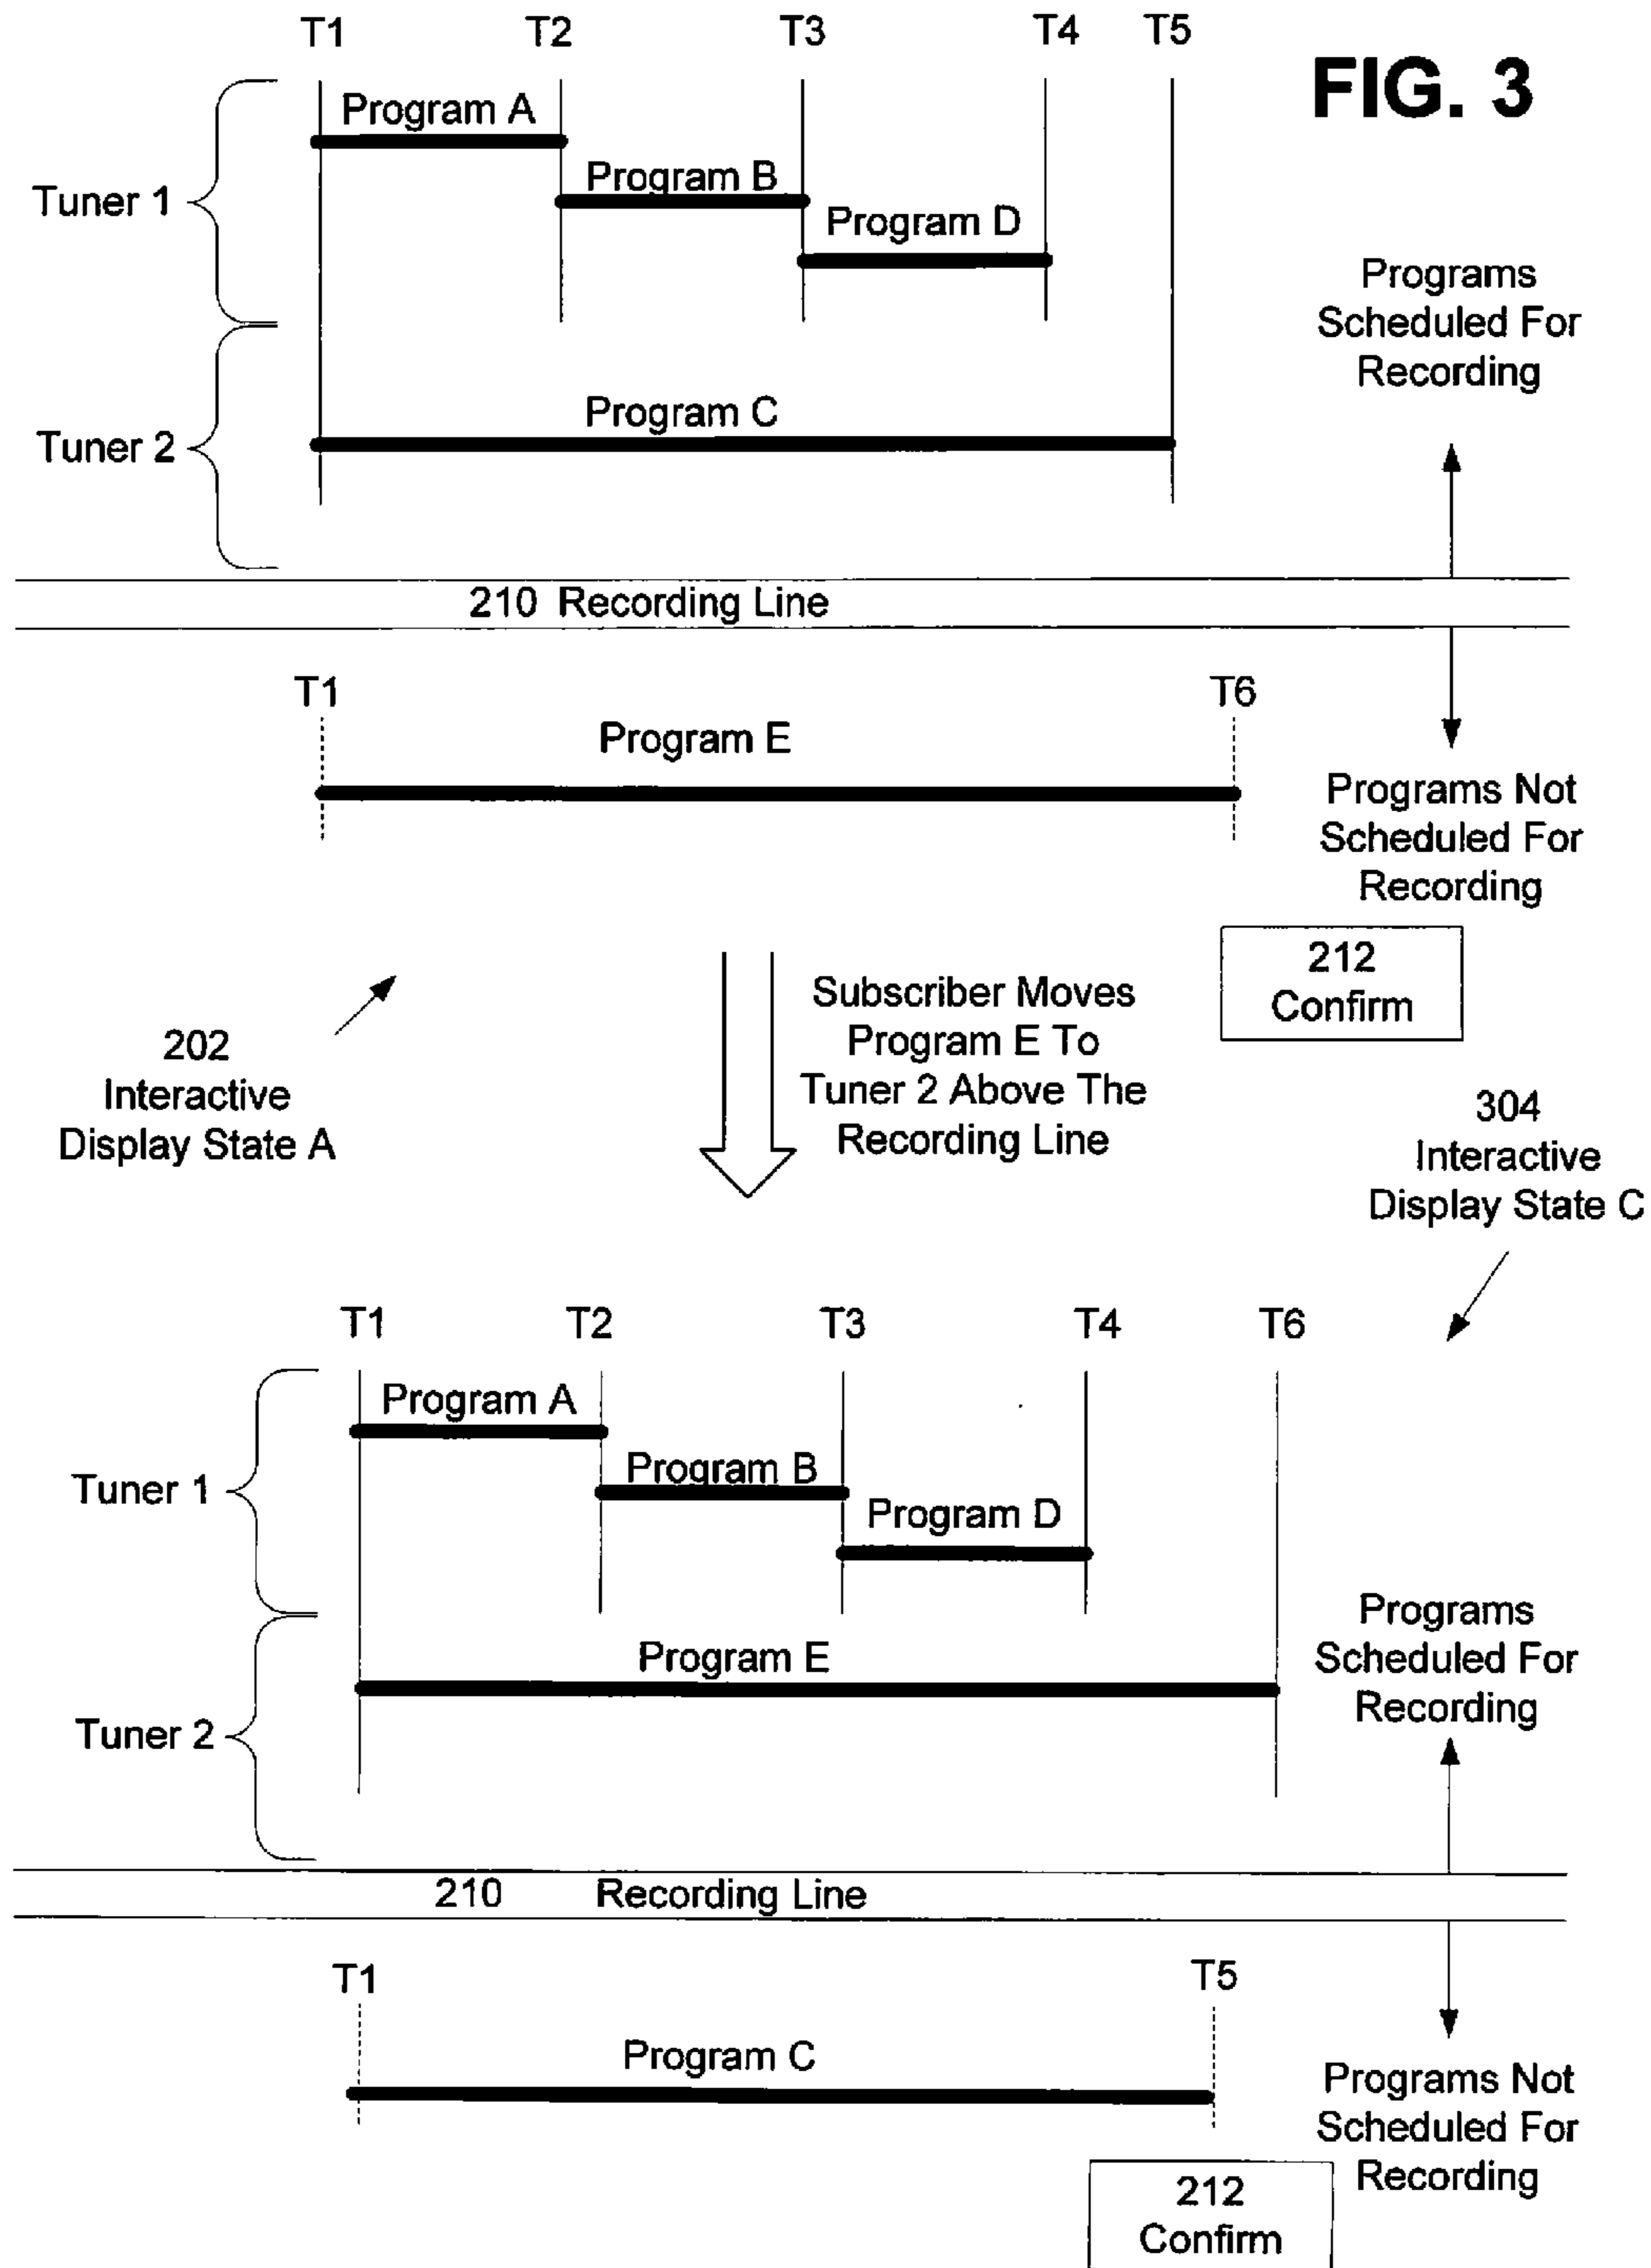 T1 T2 T3 T4 T5
FIG. 3
Program A
Program B
Tuner 1
Program D
Programs
Scheduled For
Recording
Program C
Tuner 2
210 Recording Line
T1 T6
Program E
Programs Not
Scheduled For
Recording
212
Confirm
Subscriber Moves
Program E To
Tuner 2 Above The
Recording Line
202
Interactive
Display State A
304
Interactive
Display State C
T1 T2 T3 T4 T6
Program A
Program B
Tuner 1
Program D
Programs
Scheduled For
Recording
Program E
Tuner 2
210 Recording Line
T1 T5
Program C
Programs Not
Scheduled For
Recording
212
Confirm